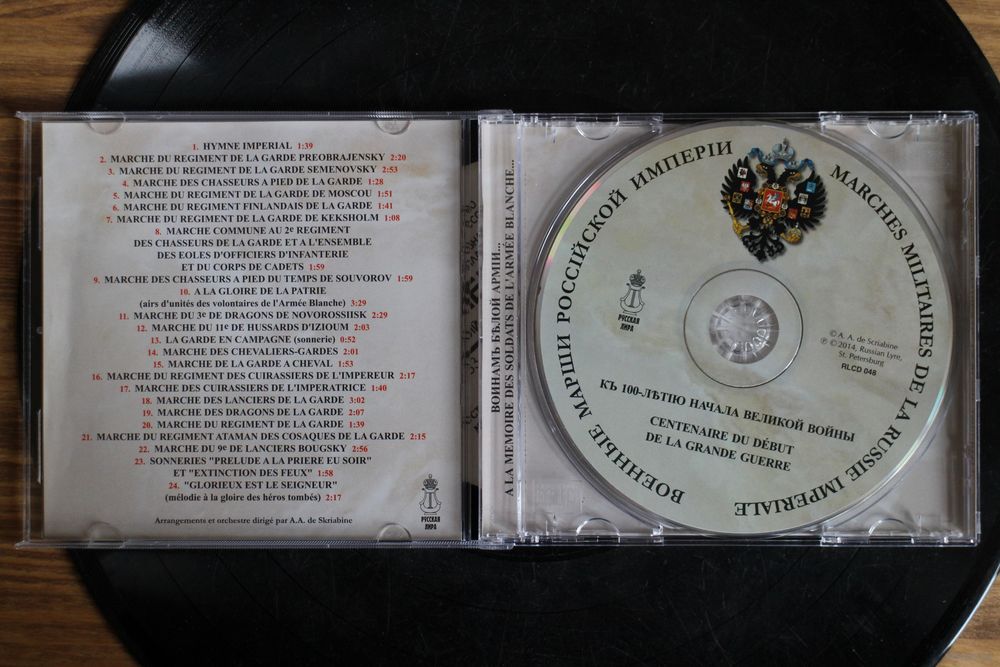 1. HYMNE IMPERIAL 1:39
2. MARCHE DU REGIMENT DE LA GARDE PREOBRAJENSKY 2:20
3. MARCHE DU REGIMENT DE LA GARDE SEMENOVSKY 2:53
4. MARCHE DES CHASSEURS A PIED DE LA GARDE 1:28
5. MARCHE DU REGIMENT DE LA GARDE DE MOSCOU 1:51
6. MARCHE DU REGIMENT FINLANDAIS DE LA GARDE 1:41
7. MARCHE DU REGIMENT DE LA GARDE DE KEKSHOLM 1:08
8. MARCHE COMMUNE AU 2e REGIMENT
DES CHASSEURS DE LA GARDE ET A L'ENSEMBLE
DES EOLES D'OFFICIERS D'INFANTERIE
ET DU CORPS DE CADETS 1:59
9. MARCHE DES CHASSEURS A PIED DU TEMPS DE SOUVOROV 1:59
10. A LA GLOIRE DE LA PATRIE
(airs d'unités des volontaires de l'Armée Blanche) 3:29
11. MARCHE DU 3e DE DRAGONS DE NOVOROSSIISK 2:29
12. MARCHE DU 11e DE HUSSARDS D'IZIOUM 2:03
13. LA GARDE EN CAMPAGNE (sonnerie) 0:52
14. MARCHE DES CHEVALIERS-GARDES 2:01
15. MARCHE DE LA GARDE A CHEVAL 1:53
16. MARCHE DU REGIMENT DES CUIRASSIERS DE L'IMPEREUR 2:17
17. MARCHE DES CUIRASSIERS DE L'IMPERATRICE 1:40
18. MARCHE DES LANCIERS DE LA GARDE 3:02
19. MARCHE DES DRAGONS DE LA GARDE 2:07
20. MARCHE DU REGIMENT DE LA GARDE 1:39
21. MARCHE DU REGIMENT ATAMAN DES COSAQUES DE LA GARDE 2:15
22. MARCHE DU 9e DE LANCIERS BOUGSKY 2:56
23. SONNERIES "PRELUDE A LA PRIERE EU SOIR"
ET "EXTINCTION DES FEUX" 1:58
24. "GLORIEUX EST LE SEIGNEUR"
(mélodie à la gloire des héros tombés) 2:17
Arrangements et orchestre dirigé par A.A. de Skriabine
РУССКАЯ
ЛИРА
ВОИНАМЪ БѢЛОЙ АРМІИ...
A LA MEMOIRE DES SOLDATS DE L'ARMÉE BLANCHE...
ВОЕННЫЕ МАРШИ РОССІЙСКОЙ ИМПЕРІИ
MARCHES MILITAIRES DE LA RUSSIE IMPERIALE
РУССКАЯ
ЛИРА
© A. A. de Scriabine
℗ © 2014, Russian Lyre,
St. Petersburg
RLCD 048
КЪ 100-ЛѢТІЮ НАЧАЛА ВЕЛИКОЙ ВОЙНЫ
CENTENAIRE DU DÉBUT
DE LA GRANDE GUERRE